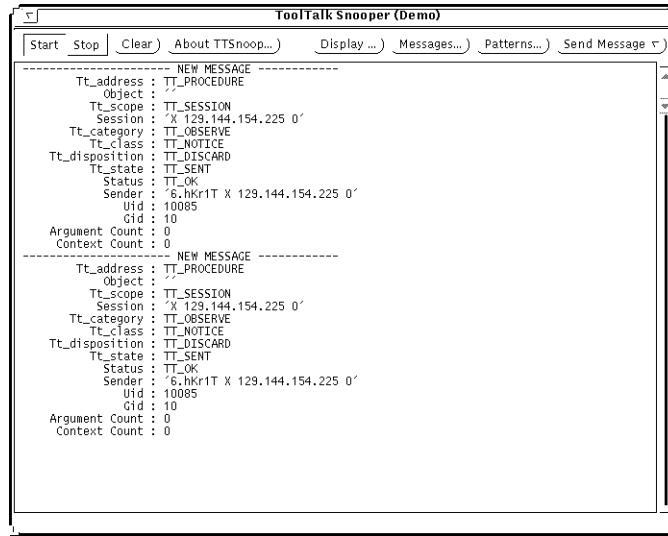 ToolTalk Snooper (Demo)
Start Stop Clear) About TTSnoop...) Display ...) Messages...) Patterns...) Send Message
---------------------- NEW MESSAGE ------------
Tt_address : TT_PROCEDURE
Object : ´´
Tt_scope : TT_SESSION
Session : ´X 129.144.154.225 0´
Tt_category : TT_OBSERVE
Tt_class : TT_NOTICE
Tt_disposition : TT_DISCARD
Tt_state : TT_SENT
Status : TT_OK
Sender : ´6.hKr1T X 129.144.154.225 0´
Uid : 10085
Gid : 10
Argument Count : 0
Context Count : 0
---------------------- NEW MESSAGE ------------
Tt_address : TT_PROCEDURE
Object : ´´
Tt_scope : TT_SESSION
Session : ´X 129.144.154.225 0´
Tt_category : TT_OBSERVE
Tt_class : TT_NOTICE
Tt_disposition : TT_DISCARD
Tt_state : TT_SENT
Status : TT_OK
Sender : ´6.hKr1T X 129.144.154.225 0´
Uid : 10085
Gid : 10
Argument Count : 0
Context Count : 0